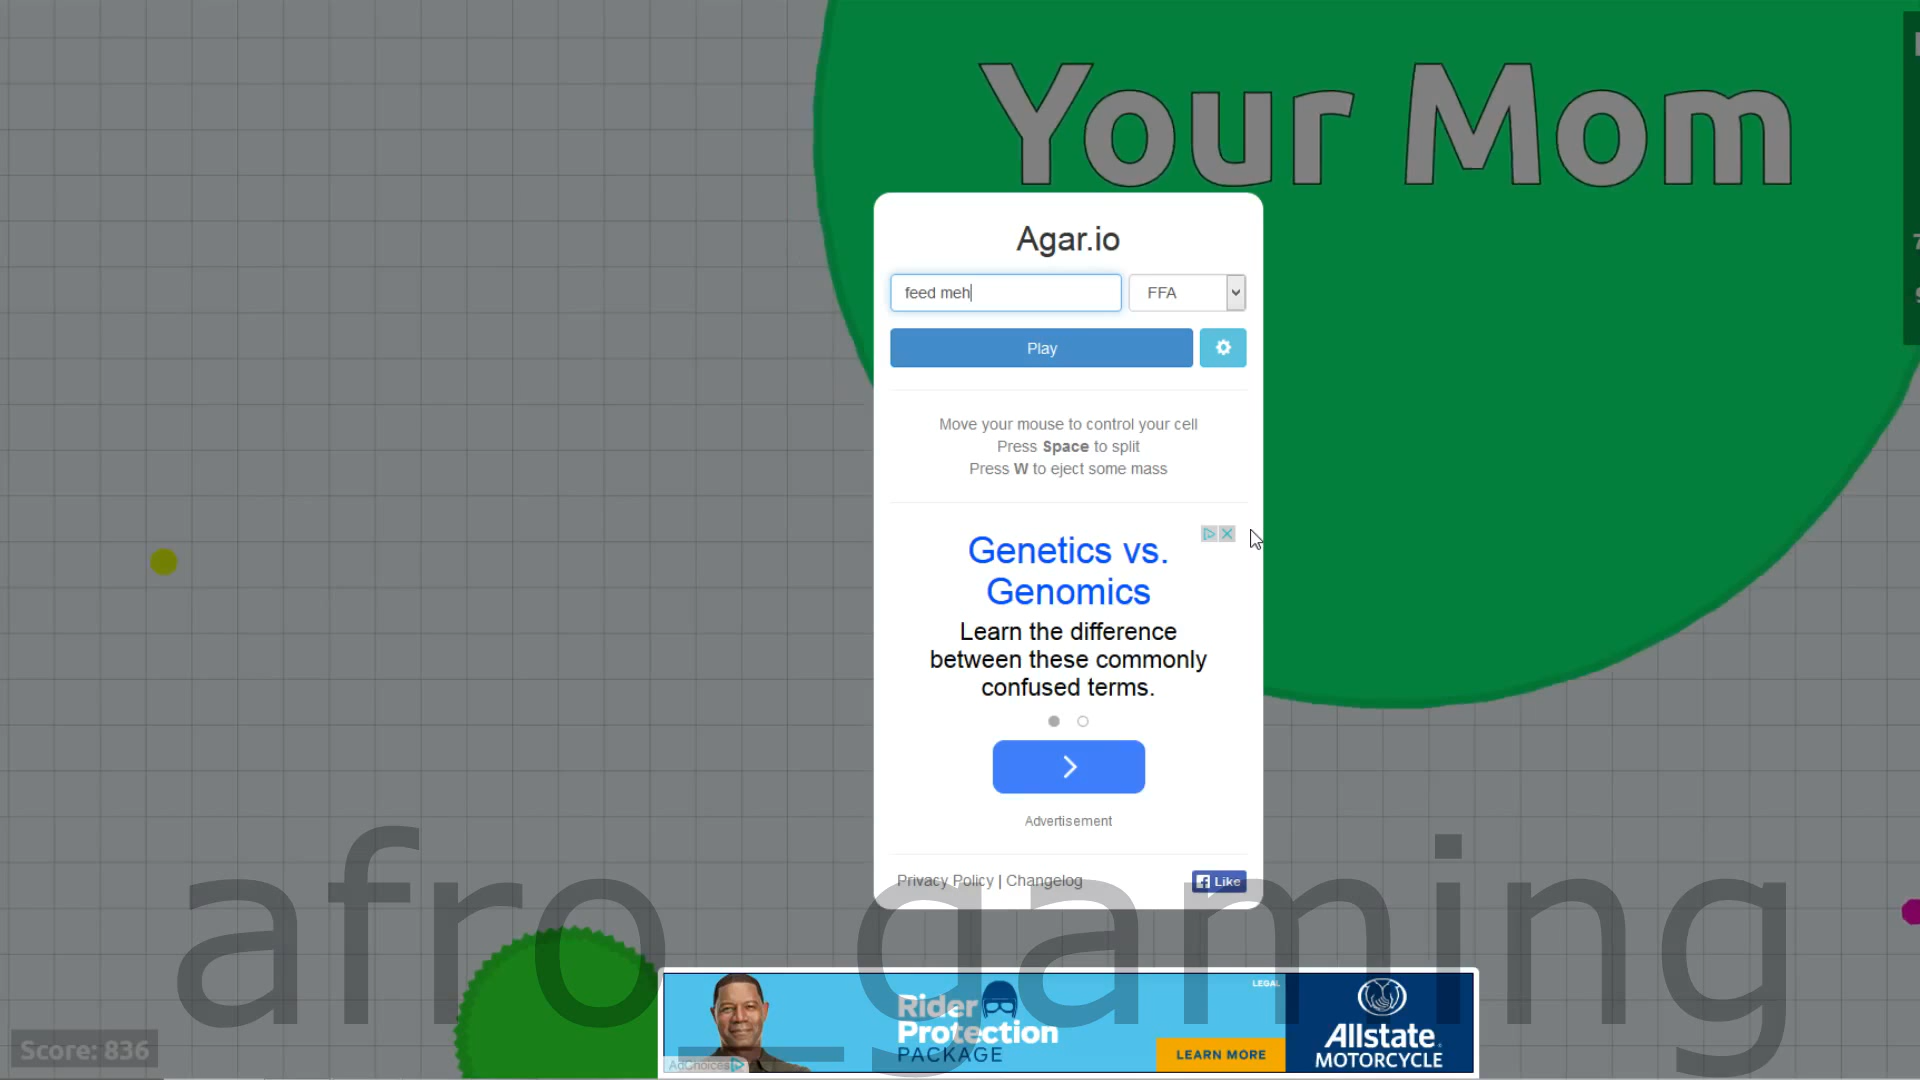 Your Mom
Agar.io
feed meh
FFA
Play
Move your mouse to control your cell
Press Space to split
Press W to eject some mass
Genetics vs.
Genomics
Learn the difference
between these commonly
confused terms.
Advertisement
Privacy Policy | Changelog
Like
afro_gaming
Rider
Protection
PACKAGE
LEGAL
LEARN MORE
Allstate
MOTORCYCLE
AdChoices
Score: 836